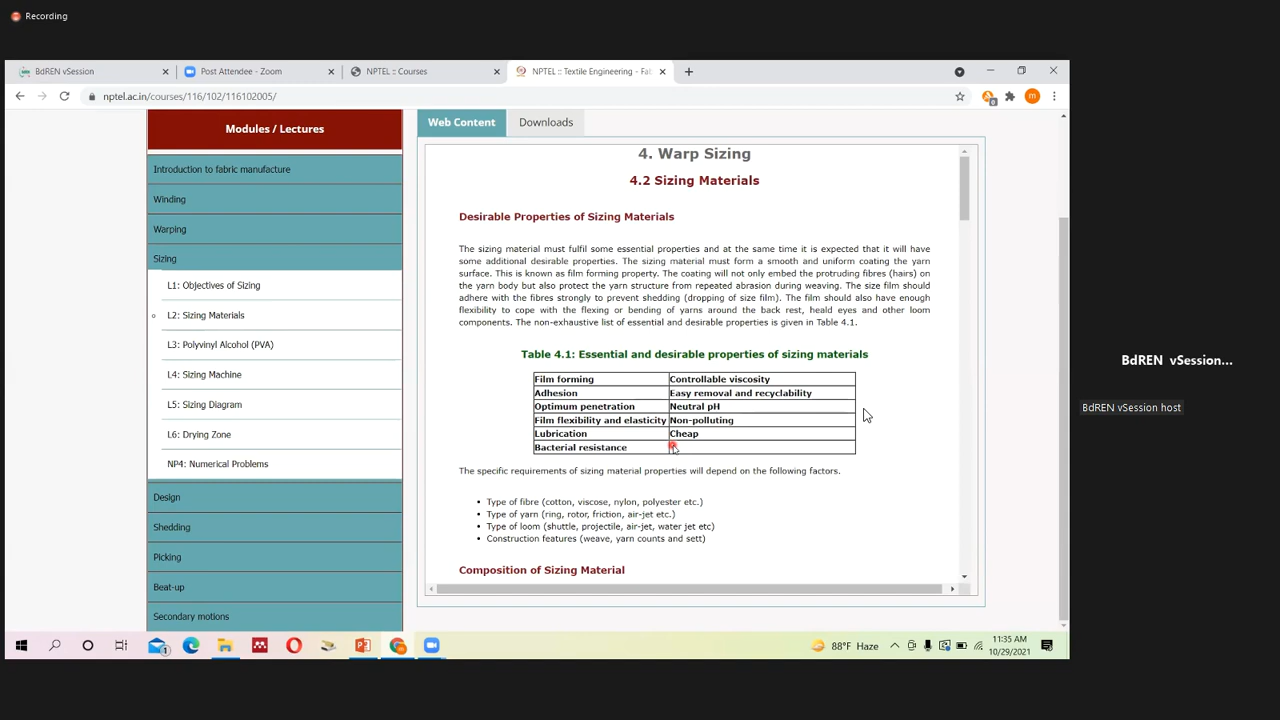 Recording
BdREN vSession
Post Attendee - Zoom
NPTEL :: Courses
NPTEL :: Textile Engineering - Fal
nptel.ac.in/courses/116/102/116102005/
Modules / Lectures
Introduction to fabric manufacture
Winding
Warping
Sizing
L1: Objectives of Sizing
L2: Sizing Materials
L3: Polyvinyl Alcohol (PVA)
L4: Sizing Machine
L5: Sizing Diagram
L6: Drying Zone
NP4: Numerical Problems
Design
Shedding
Picking
Beat-up
Secondary motions
Web Content
Downloads
4. Warp Sizing
4.2 Sizing Materials
Desirable Properties of Sizing Materials
The sizing material must fulfil some essential properties and at the same time it is expected that it will have
some additional desirable properties. The sizing material must form a smooth and uniform coating the yarn
surface. This is known as film forming property. The coating will not only embed the protruding fibres (hairs) on
the yarn body but also protect the yarn structure from repeated abrasion during weaving. The size film should
adhere with the fibres strongly to prevent shedding (dropping of size film). The film should also have enough
flexibility to cope with the flexing or bending of yarns around the back rest, heald eyes and other loom
components. The non-exhaustive list of essential and desirable properties is given in Table 4.1.
Table 4.1: Essential and desirable properties of sizing materials
Film forming Controllable viscosity
Adhesion Easy removal and recyclability
Optimum penetration Neutral pH
Film flexibility and elasticity Non-polluting
Lubrication Cheap
Bacterial resistance
The specific requirements of sizing material properties will depend on the following factors.
• Type of fibre (cotton, viscose, nylon, polyester etc.)
• Type of yarn (ring, rotor, friction, air-jet etc.)
• Type of loom (shuttle, projectile, air-jet, water jet etc)
• Construction features (weave, yarn counts and sett)
Composition of Sizing Material
BdREN vSession...
BdREN vSession host
88°F Haze
11:35 AM
10/29/2021